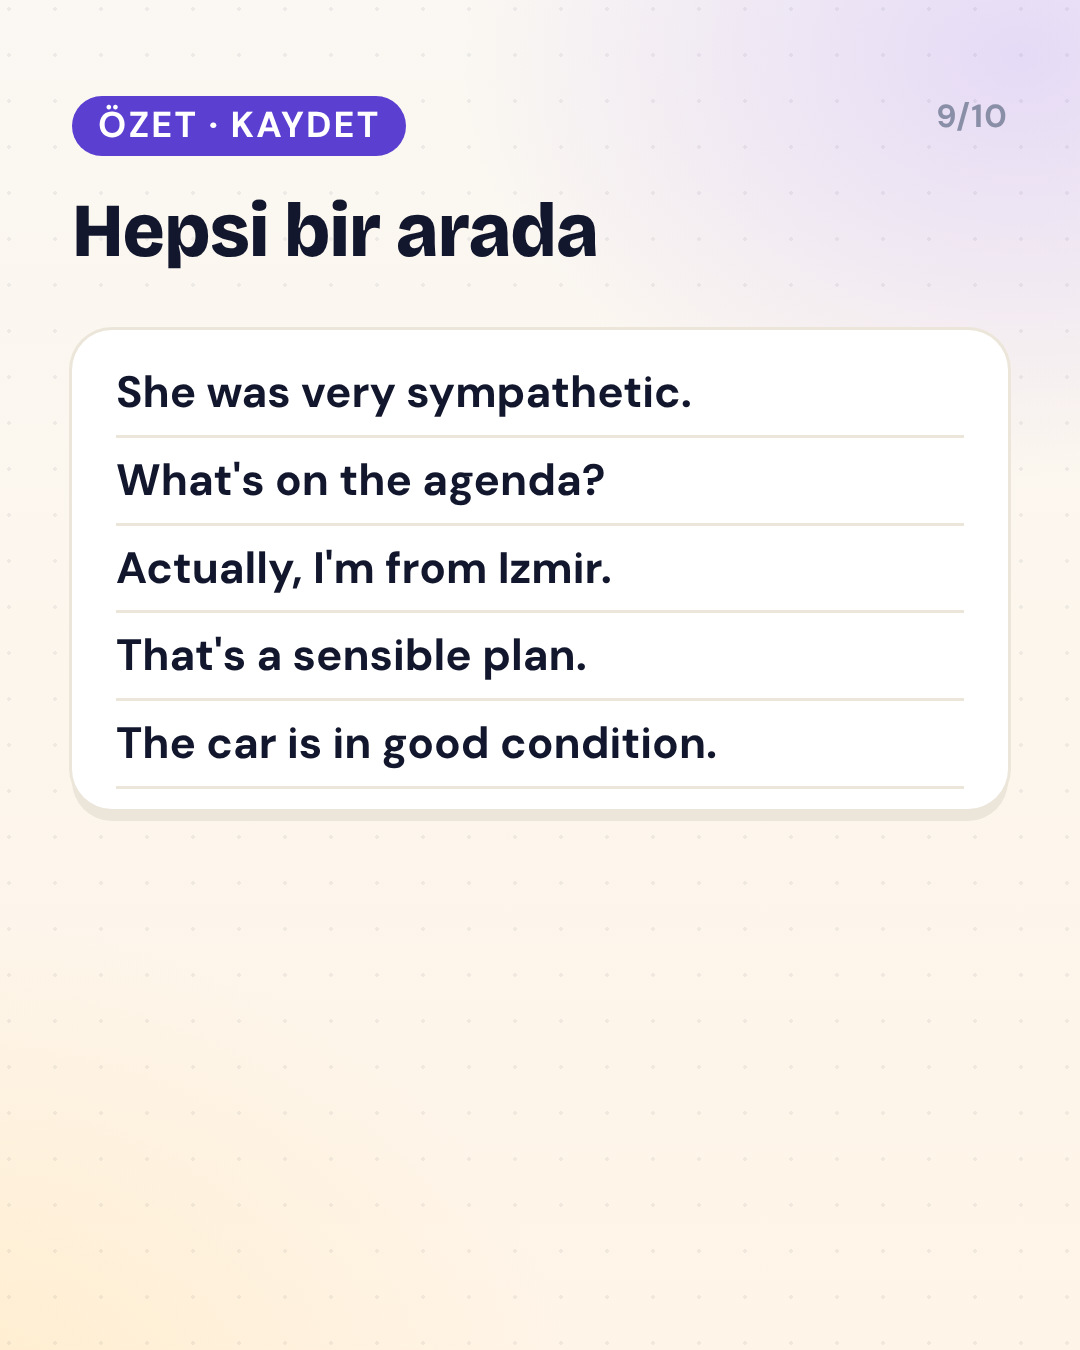 ÖZET · KAYDET
9/10
Hepsi bir arada
She was very sympathetic.
What's on the agenda?
Actually, I'm from Izmir.
That's a sensible plan.
The car is in good condition.